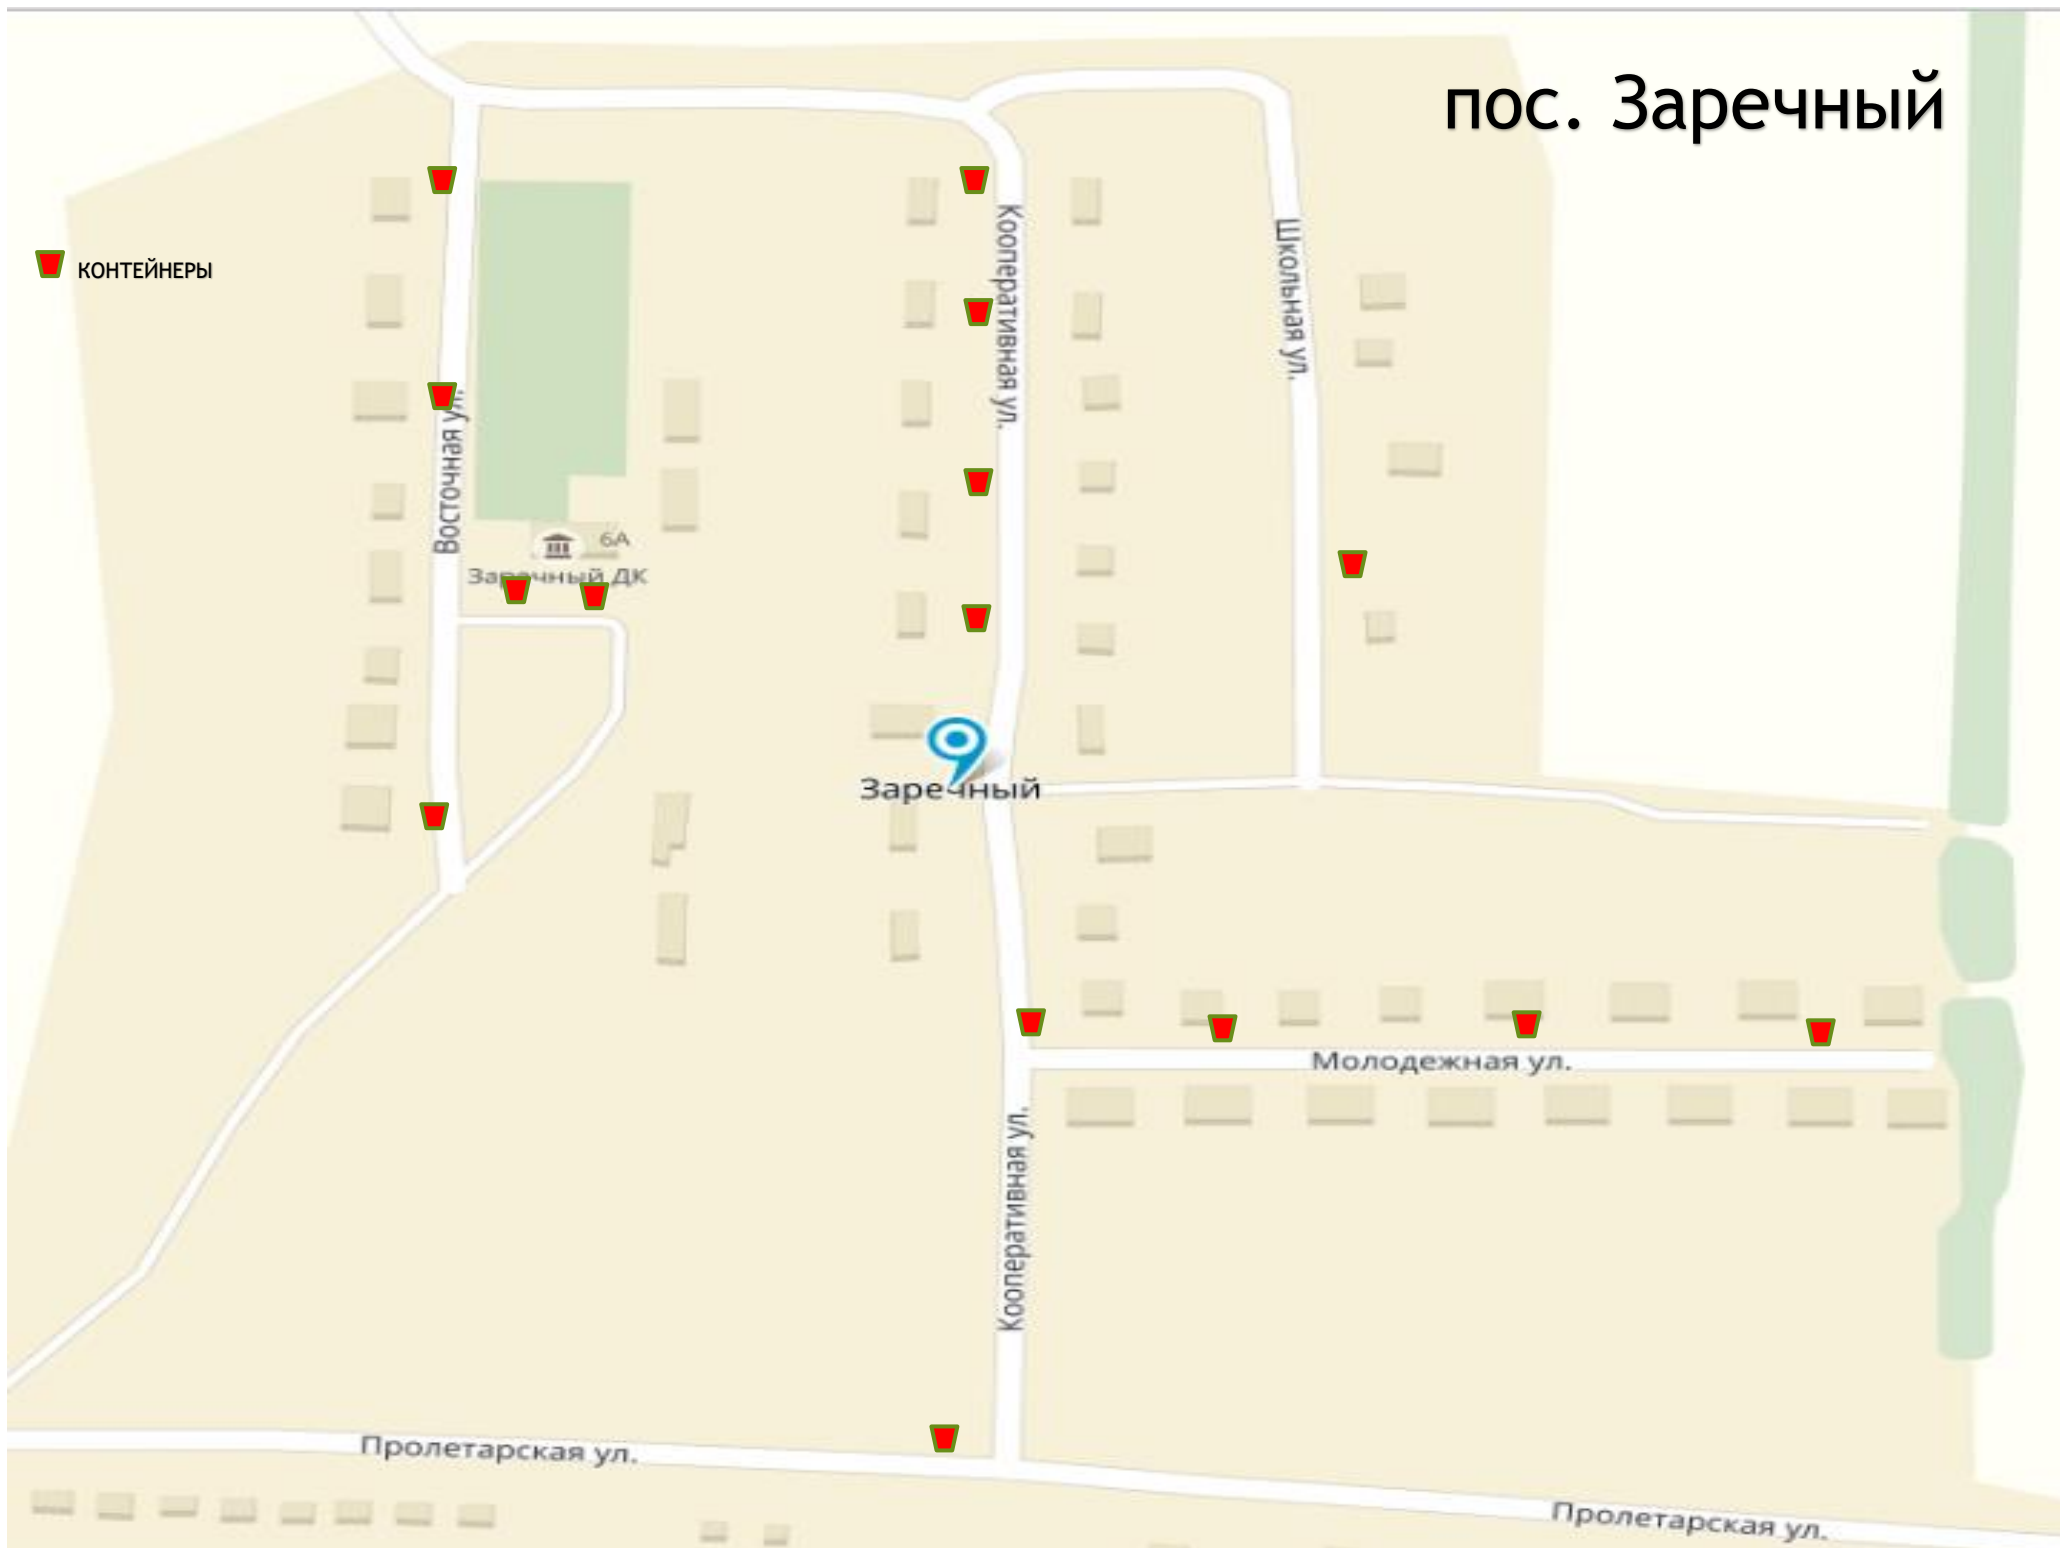 пос. Заречный
КОНТЕЙНЕРЫ
Кооперативная ул.
Школьная ул.
Восточная ул.
6А
Заречный ДК
Заречный
Молодежная ул.
Кооперативная ул.
Пролетарская ул.
Пролетарская ул.